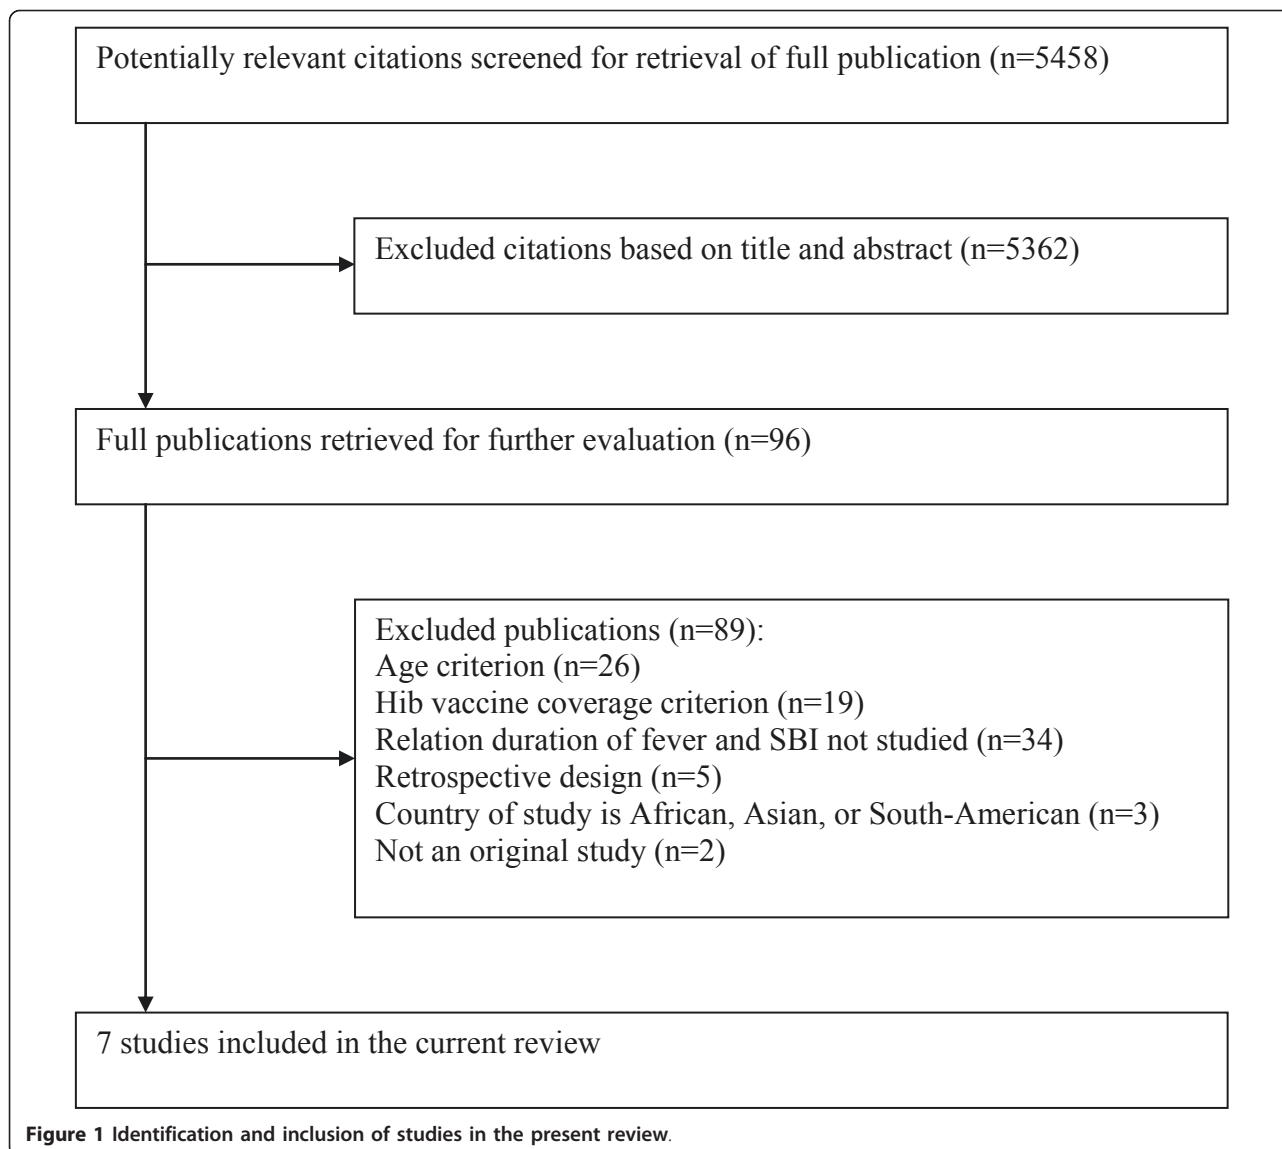 Potentially relevant citations screened for retrieval of full publication (n=5458)
Excluded citations based on title and abstract (n=5362)
Full publications retrieved for further evaluation (n=96)
Excluded publications (n=89):
Age criterion (n=26)
Hib vaccine coverage criterion (n=19)
Relation duration of fever and SBI not studied (n=34)
Retrospective design (n=5)
Country of study is African, Asian, or South-American (n=3)
Not an original study (n=2)
7 studies included in the current review
Figure 1 Identification and inclusion of studies in the present review.